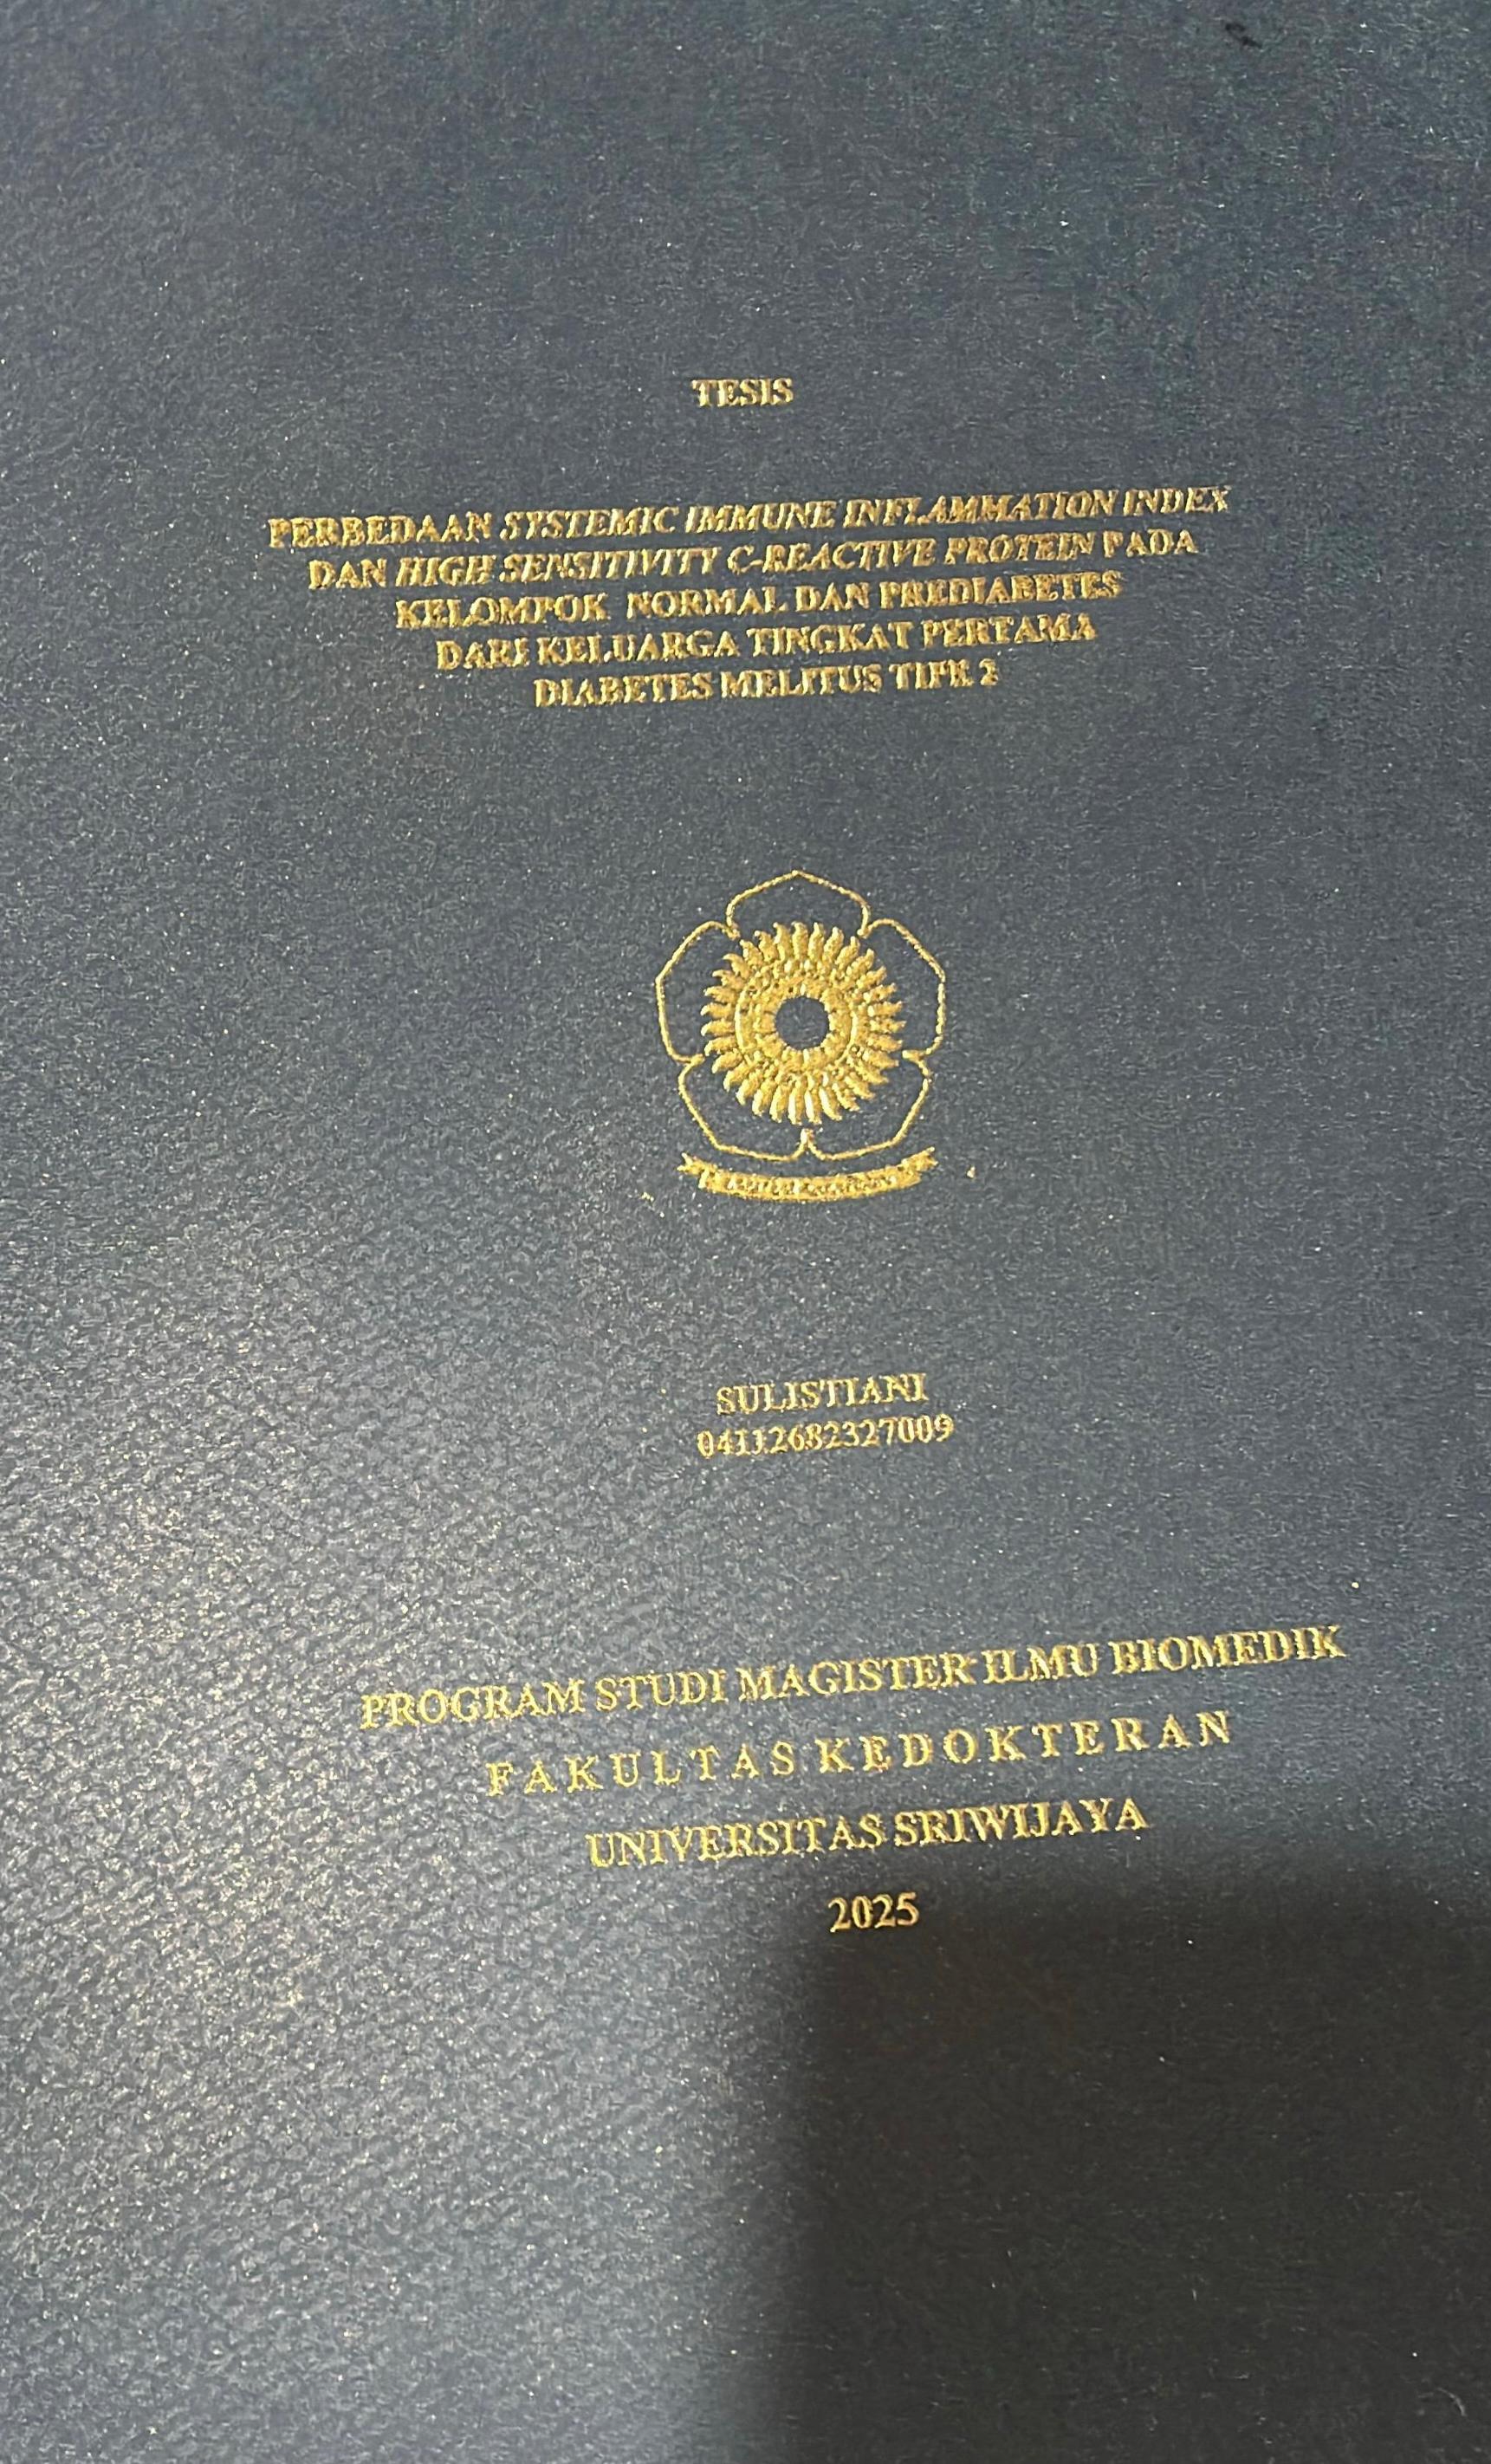 TESIS
PERBEDAAN SYSTEMIC IMMUNE INFLAMMATION INDEX
DAN HIGH SENSITIVITY C-REACTIVE PROTEIN PADA
KELOMPOK NORMAL DAN PREDIABETES
DARI KELUARGA TINGKAT PERTAMA
DIABETES MELITUS TIPE 2
SULISTIANI
04112682327009
PROGRAM STUDI MAGISTER ILMU BIOMEDIK
FAKULTAS KEDOKTERAN
UNIVERSITAS SRIWIJAYA
2025